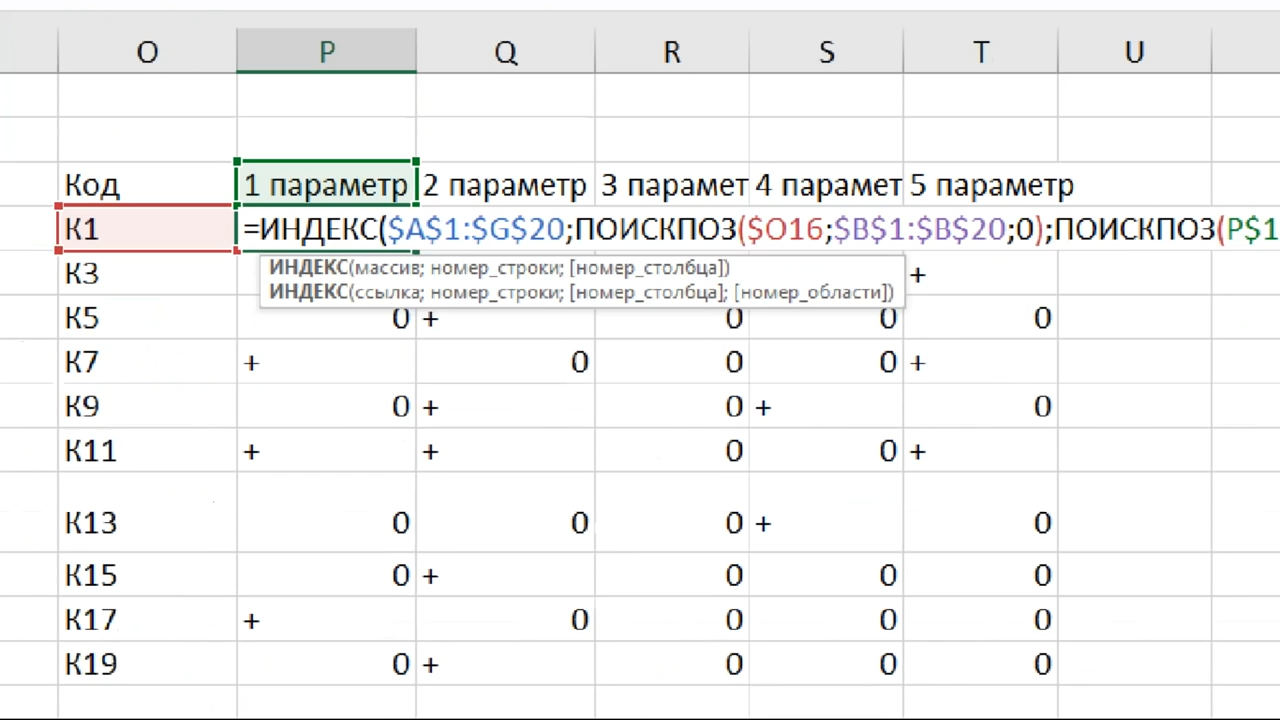 O P Q R S T U
Код 1 параметр 2 параметр 3 парамет 4 парамет 5 параметр
К1 =ИНДЕКС($A$1:$G$20;ПОИСКПОЗ($O16;$B$1:$B$20;0);ПОИСКПОЗ(P$1
ИНДЕКС(массив; номер_строки; [номер_столбца])
К3 +
ИНДЕКС(ссылка; номер_строки; [номер_столбца]; [номер_области])
К5 0 + 0 0 0
К7 + 0 0 0 +
К9 0 + 0 + 0
К11 + + 0 0 +
К13 0 0 0 + 0
К15 0 + 0 0 0
К17 + 0 0 0 0
К19 0 + 0 0 0